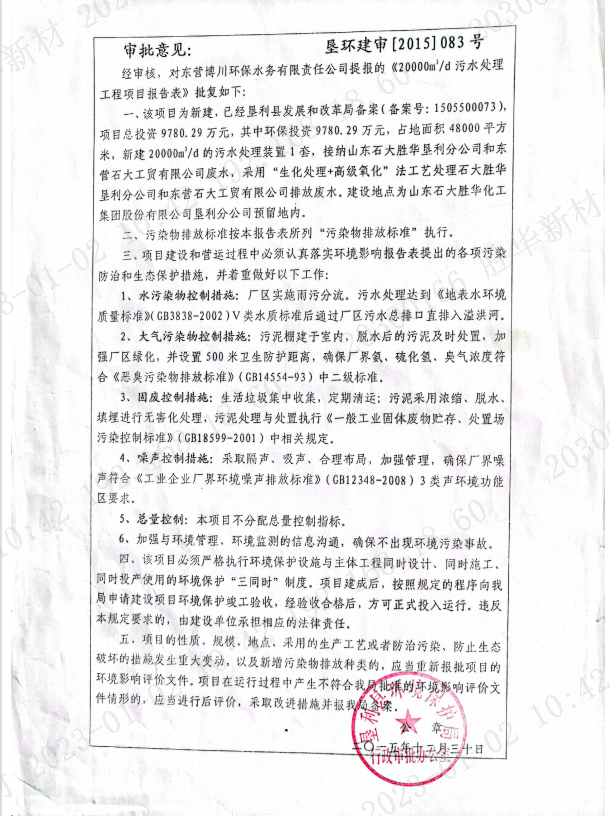 审批意见：　　垦环建审[2015]083 号
经审核，对东营博川环保水务有限责任公司提报的《20000m³/d 污水处理
工程项目报告表》批复如下：
一、该项目为新建，已经垦利县发展和改革局备案（备案号：1505500073），
项目总投资 9780.29 万元，其中环保投资 9780.29 万元，占地面积 48000 平方
米，新建 20000m³/d 的污水处理装置 1 套，接纳山东石大胜华垦利分公司和东
营石大工贸有限公司废水，采用“生化处理+高级氧化”法工艺处理石大胜华
垦利分公司和东营石大工贸有限公司排放废水。建设地点为山东石大胜华化工
集团股份有限公司垦利分公司预留地内。
二、污染物排放标准按本报告表所列“污染物排放标准”执行。
三、项目建设和营运过程中必须认真落实环境影响报告表提出的各项污染
防治和生态保护措施，并着重做好以下工作：
1、水污染物控制措施：厂区实施雨污分流。污水处理达到《地表水环境
质量标准》（GB3838-2002）V 类水质标准后通过厂区污水总排口直排入溢洪河。
2、大气污染物控制措施：污泥棚建于室内，脱水后的污泥及时处置，加
强厂区绿化，并设置 500 米卫生防护距离，确保厂界氨、硫化氢、臭气浓度符
合《恶臭污染物排放标准》（GB14554-93）中二级标准。
3、固废控制措施：生活垃圾集中收集，定期清运；污泥采用浓缩、脱水、
填埋进行无害化处理，污泥处理与处置执行《一般工业固体废物贮存、处置场
污染控制标准》（GB18599-2001）中相关规定。
4、噪声控制措施：采取隔声、吸声、合理布局，加强管理，确保厂界噪
声符合《工业企业厂界环境噪声排放标准》（GB12348-2008）3 类声环境功能
区要求。
5、总量控制：本项目不分配总量控制指标。
6、加强与环境管理、环境监测的信息沟通，确保不出现环境污染事故。
四、该项目必须严格执行环境保护设施与主体工程同时设计、同时施工、
同时投产使用的环境保护“三同时”制度。项目建成后，按照规定的程序向我
局申请建设项目环境保护竣工验收，经验收合格后，方可正式投入运行。违反
本规定要求的，由建设单位承担相应的法律责任。
五、项目的性质、规模、地点、采用的生产工艺或者防治污染、防止生态
破坏的措施发生重大变动，以及新增污染物排放种类的，应当重新报批项目的
环境影响评价文件。项目在运行过程中产生不符合我局批准的环境影响评价文
件情形的，应当进行后评价，采取改进措施并报我局备案。
公　章
二〇一五年十二月三十日
垦利县环境保护局
行政审批办公室